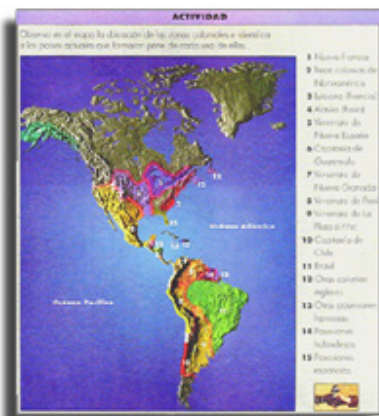 ACTIVIDAD
Observa en el mapa la ubicación de las zonas coloniales e identifica
a los países actuales que formaron parte de cada una de ellas.
1 Nueva Francia
2 Trece colonias de
Norteamérica
3 Luisiana (Francia)
4 Alaska (Rusia)
5 Virreinato de
Nueva España
6 Capitanía de
Guatemala
7 Virreinato de
Nueva Granada
8 Virreinato de Perú
9 Virreinato de La
Plata
10 Capitanía de
Chile
11 Brasil
12 Otras colonias
inglesas
13 Otras posesiones
francesas
14 Posesiones
holandesas
15 Posesiones
españolas
Océano Atlántico
Océano Pacífico